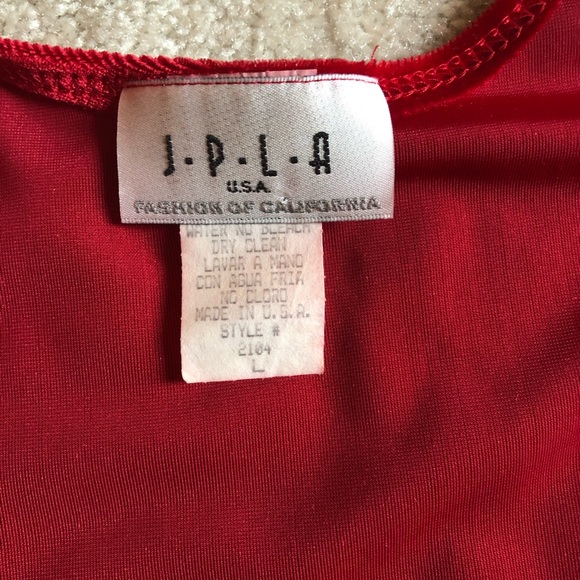 J·P·L·A
U.S.A.
FASHION OF CALIFORNIA
WATER NO BLEACH
DRY CLEAN
LAVAR A MANO
CON AGUA FRIA
NO CLORO
MADE IN U.S.A.
STYLE #
2104
L